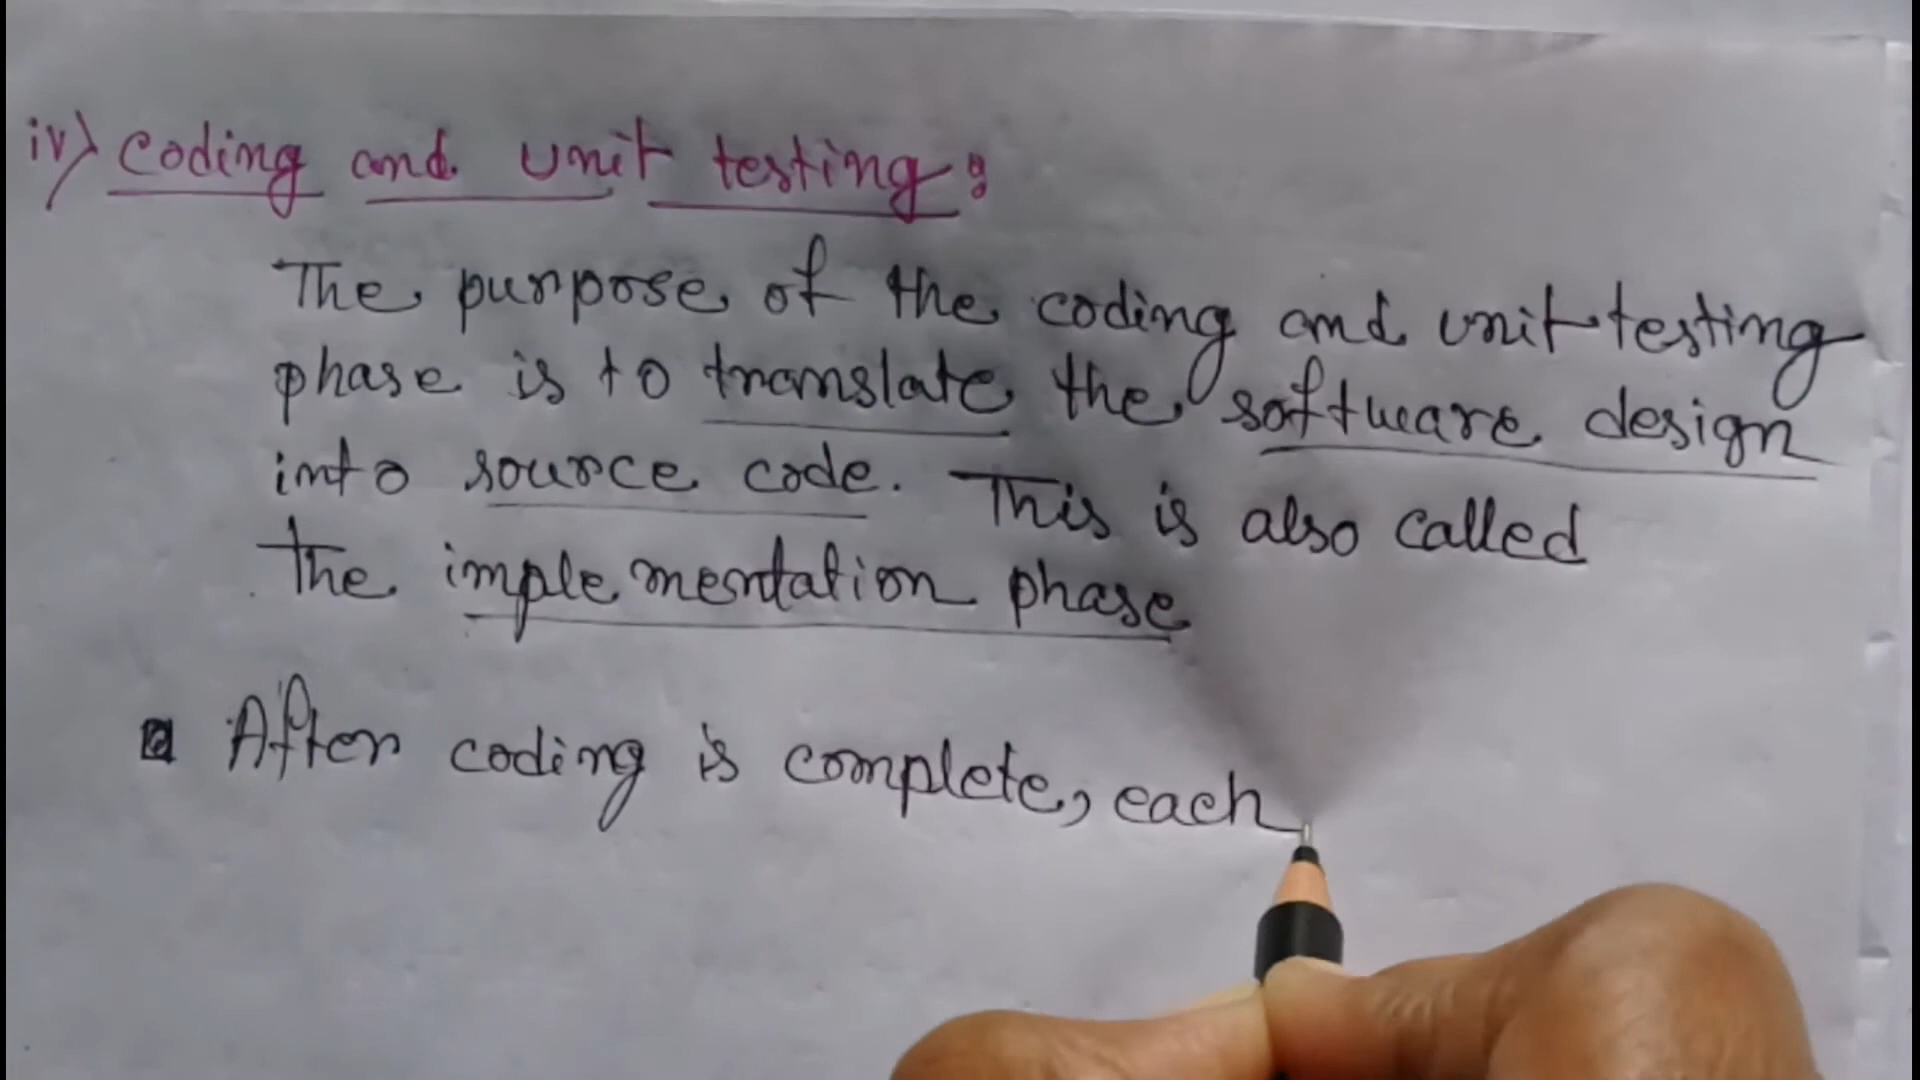 iv) Coding and unit testing:
The purpose of the coding and unit testing
phase is to translate the software design
into source code. This is also called
the implementation phase
After coding is complete, each